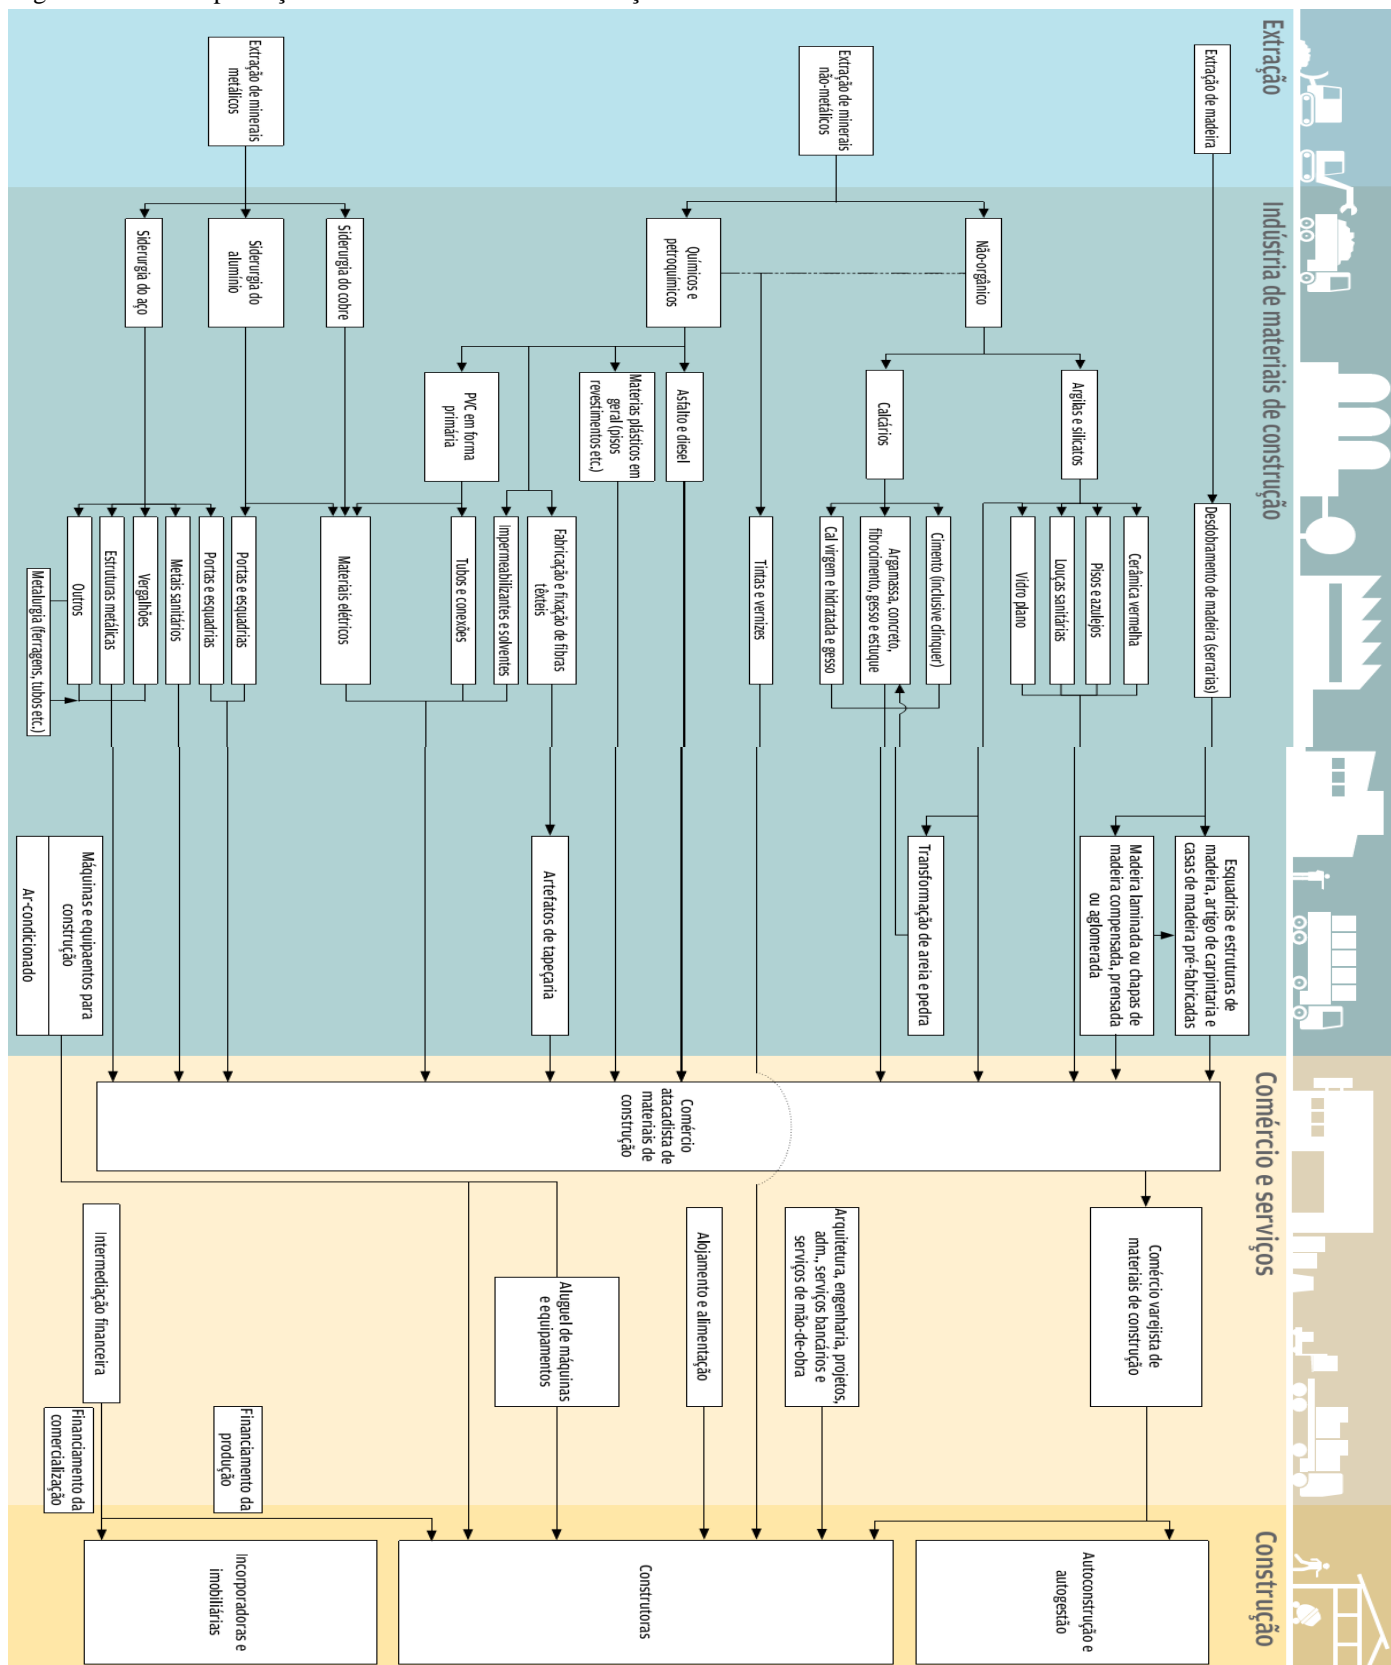 Extração
Extração de madeira
Extração de minerais
não-metálicos
Extração de minerais
metálicos
Indústria de materiais de construção
Não-orgânico
Químicos e
petroquímicos
Siderurgia do cobre
Siderurgia do
alumínio
Siderurgia do aço
Argilas e silicatos
Calcários
Asfalto e diesel
Materias plásticos em
geral (pisos
revestimentos etc.)
PVC em forma
primária
Desdobramento de madeira (serrarias)
Cerâmica vermelha
Pisos e azulejos
Louças sanitárias
Vidro plano
Cimento (inclusive clinquer)
Argamassa, concreto,
fibrocimento, gesso e estuque
Cal virgem e hidratada e gesso
Tintas e vernizes
Fabricação e fixação de fibras
têxteis
Impermeabilizantes e solventes
Tubos e conexões
Materiais elétricos
Portas e esquadrias
Portas e esquadrias
Metais sanitários
Vergalhões
Estruturas metálicas
Outros
Metalurgia (ferragens, tubos etc.)
Esquadrias e estruturas de
madeira, artigo de carpintaria e
casas de madeira pré-fabricadas
Madeira laminada ou chapas de
madeira compensada, prensada
ou aglomerada
Transformação de areia e pedra
Artefatos de tapeçaria
Máquinas e equipaentos para
construção
Ar-condicionado
Comércio e serviços
Comércio
atacadista de
materiais de
construção
Comércio varejista de
materiais de construção
Arquitetura, engenharia, projetos,
adm., serviços bancários e
serviços de mão-de-obra
Alojamento e alimentação
Aluguel de máquinas
e equipamentos
Intermediação financeira
Financiamento da
produção
Financiamento da
comercialização
Construção
Autoconstrução e
autogestão
Construtoras
Incorporadoras e
imobiliárias